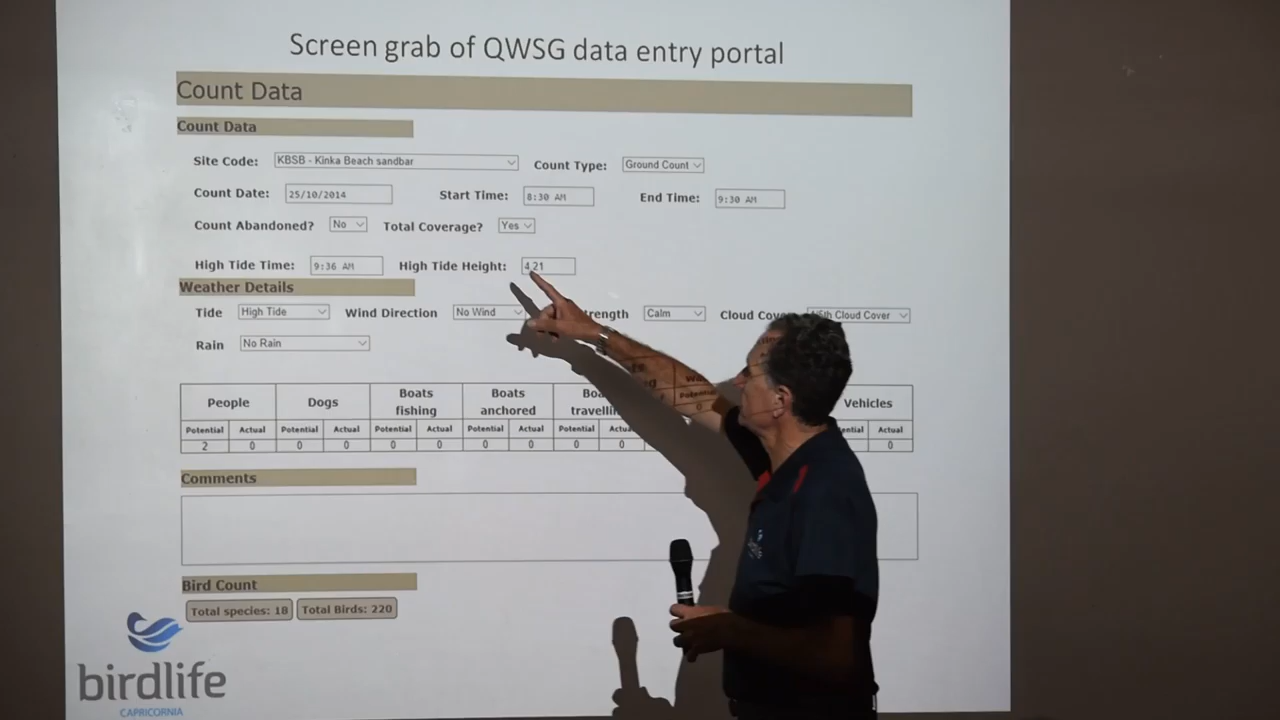 Screen grab of QWSG data entry portal
Count Data
Count Data
Site Code: KBSB - Kinka Beach sandbar Count Type: Ground Count
Count Date: 25/10/2014 Start Time: 8:30 AM End Time: 9:30 AM
Count Abandoned? No Total Coverage? Yes
High Tide Time: 9:36 AM High Tide Height: 4.21
Weather Details
Tide High Tide Wind Direction No Wind Calm Cloud Cloud Cover
Rain No Rain
People Dogs Boats fishing Boats anchored Vehicles
Potential Actual Potential Actual Potential Actual Potential Actual Potential Actual
2 0 0 0 0 0 0 0 0 0 0
Comments
Bird Count
Total species: 18 Total Birds: 220
birdlife
CAPRICORNIA